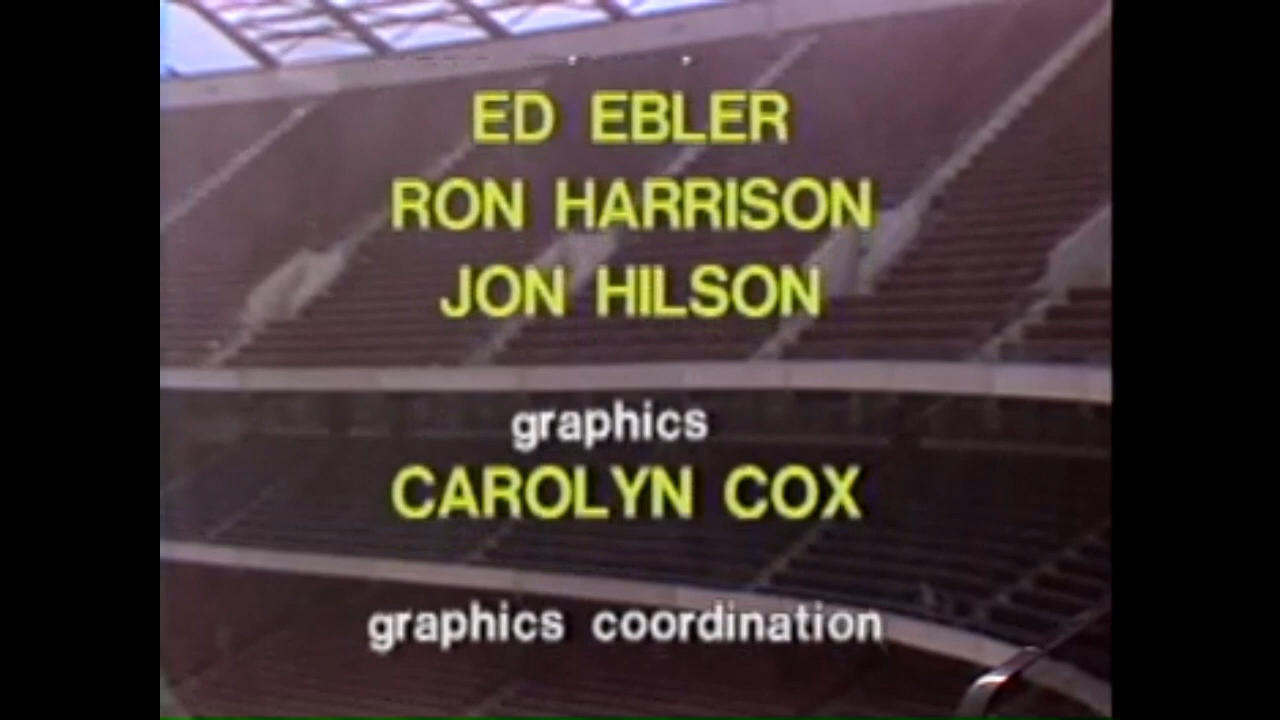 ED EBLER
RON HARRISON
JON HILSON
graphics
CAROLYN COX
graphics coordination